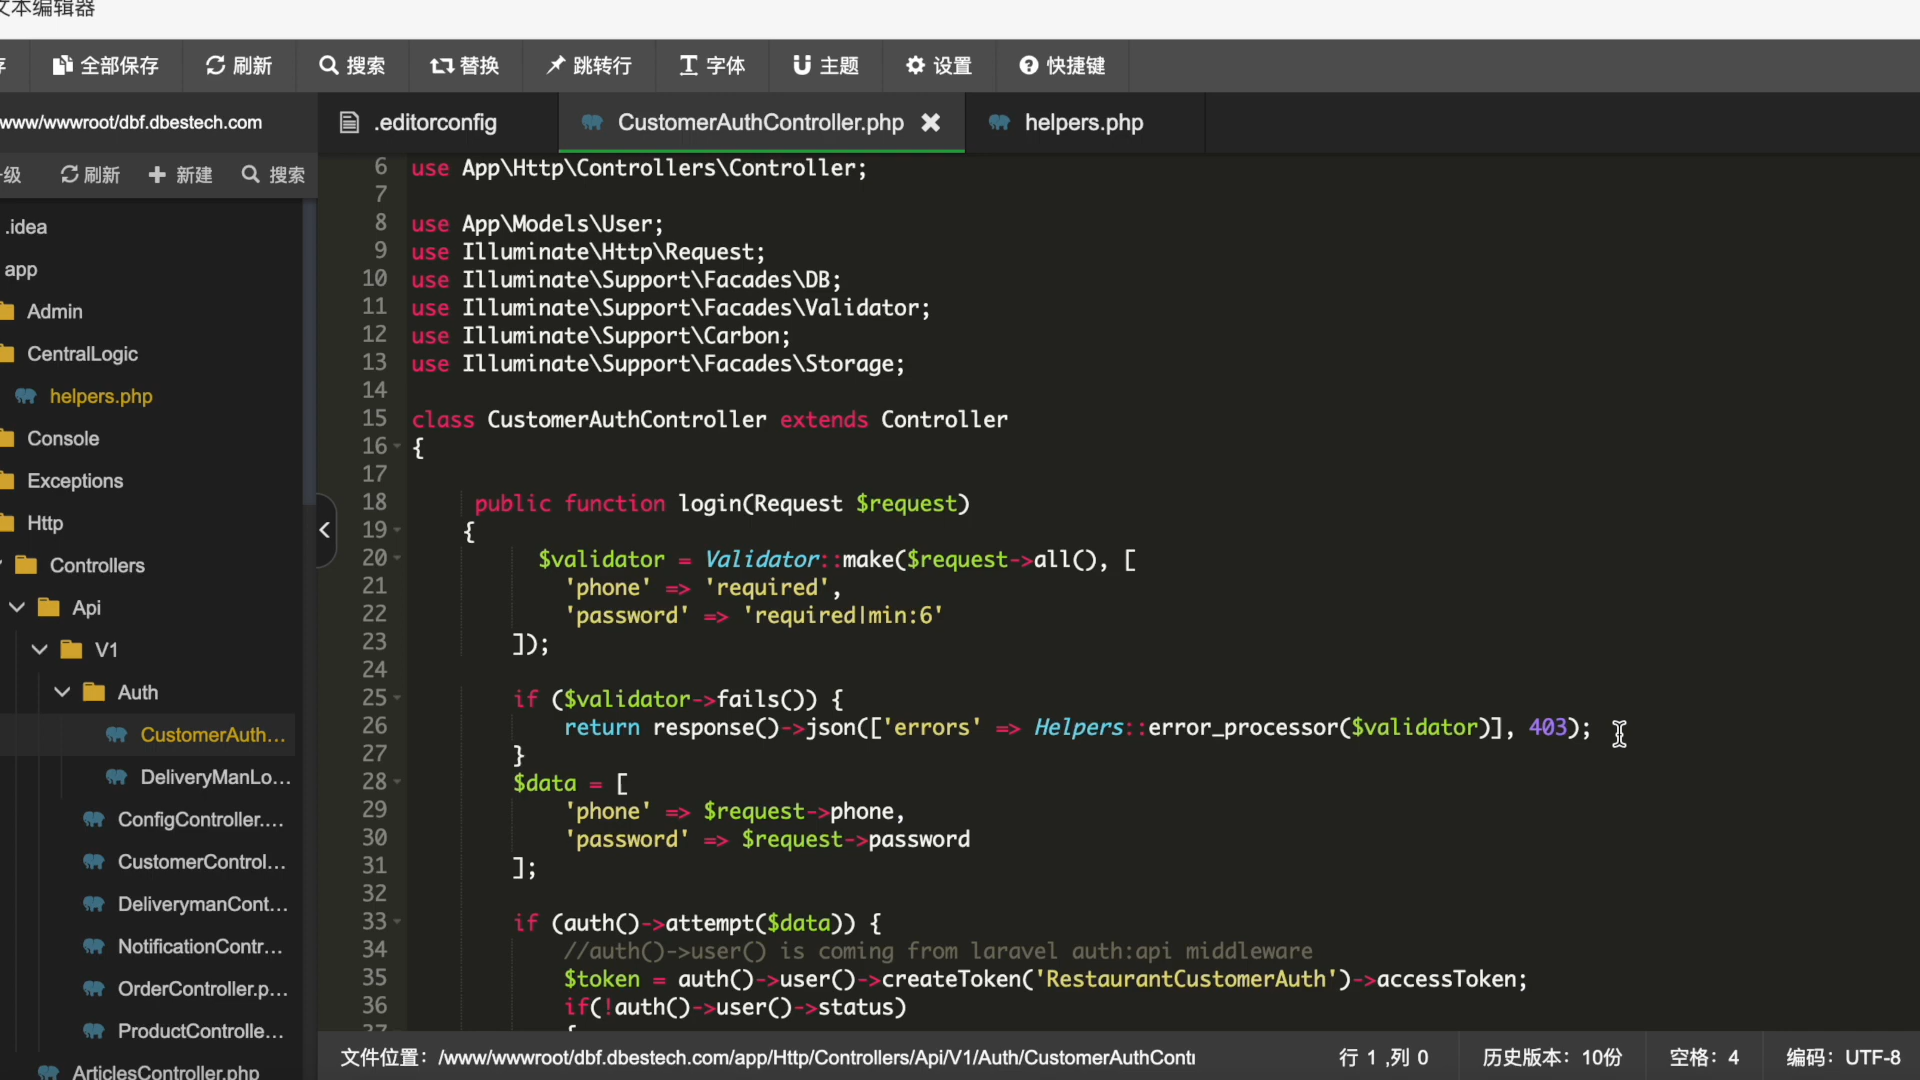 文本编辑器
全部保存 刷新 搜索 替换 跳转行 字体 主题 设置 快捷键
www/wwwroot/dbf.dbestech.com
.editorconfig CustomerAuthController.php helpers.php
级 刷新 新建 搜索
.idea
app
Admin
CentralLogic
helpers.php
Console
Exceptions
Http
Controllers
Api
V1
Auth
CustomerAuth...
DeliveryManLo...
ConfigController....
CustomerControl...
DeliverymanCont...
NotificationContr...
OrderController.p...
ProductControlle...
ArticlesController.php
6 use App\Http\Controllers\Controller;
7
8 use App\Models\User;
9 use Illuminate\Http\Request;
10 use Illuminate\Support\Facades\DB;
11 use Illuminate\Support\Facades\Validator;
12 use Illuminate\Support\Carbon;
13 use Illuminate\Support\Facades\Storage;
14
15 class CustomerAuthController extends Controller
16 {
17
18 public function login(Request $request)
19 {
20 $validator = Validator::make($request->all(), [
21 'phone' => 'required',
22 'password' => 'required|min:6'
23 ]);
24
25 if ($validator->fails()) {
26 return response()->json(['errors' => Helpers::error_processor($validator)], 403);
27 }
28 $data = [
29 'phone' => $request->phone,
30 'password' => $request->password
31 ];
32
33 if (auth()->attempt($data)) {
34 //auth()->user() is coming from laravel auth:api middleware
35 $token = auth()->user()->createToken('RestaurantCustomerAuth')->accessToken;
36 if(!auth()->user()->status)
37 {
文件位置：/www/wwwroot/dbf.dbestech.com/app/Http/Controllers/Api/V1/Auth/CustomerAuthContr 行 1 ,列 0 历史版本：10份 空格：4 编码：UTF-8